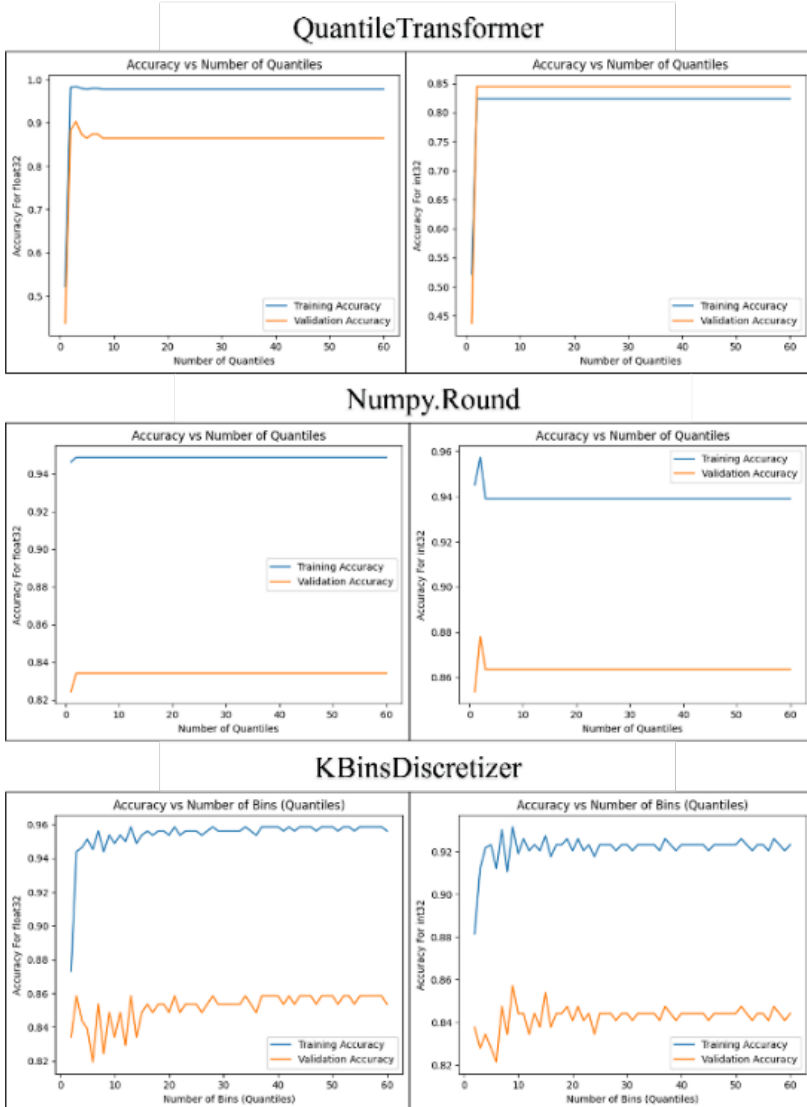 QuantileTransformer
Accuracy vs Number of Quantiles
1.0
0.9
0.8
0.7
0.6
0.5
Accuracy For float32
Training Accuracy
Validation Accuracy
0 10 20 30 40 50 60
Number of Quantiles
Accuracy vs Number of Quantiles
0.85
0.80
0.75
0.70
0.65
0.60
0.55
0.50
0.45
Accuracy For int32
Training Accuracy
Validation Accuracy
0 10 20 30 40 50 60
Number of Quantiles
Numpy.Round
Accuracy vs Number of Quantiles
0.94
0.92
0.90
0.88
0.86
0.84
0.82
Accuracy For float32
Training Accuracy
Validation Accuracy
0 10 20 30 40 50 60
Number of Quantiles
Accuracy vs Number of Quantiles
0.96
0.94
0.92
0.90
0.88
0.86
Accuracy For int32
Training Accuracy
Validation Accuracy
0 10 20 30 40 50 60
Number of Quantiles
KBinsDiscretizer
Accuracy vs Number of Bins (Quantiles)
0.96
0.94
0.92
0.90
0.88
0.86
0.84
0.82
Accuracy For float32
Training Accuracy
Validation Accuracy
0 10 20 30 40 50 60
Number of Bins (Quantiles)
Accuracy vs Number of Bins (Quantiles)
0.92
0.90
0.88
0.86
0.84
0.82
Accuracy For int32
Training Accuracy
Validation Accuracy
0 10 20 30 40 50 60
Number of Bins (Quantiles)